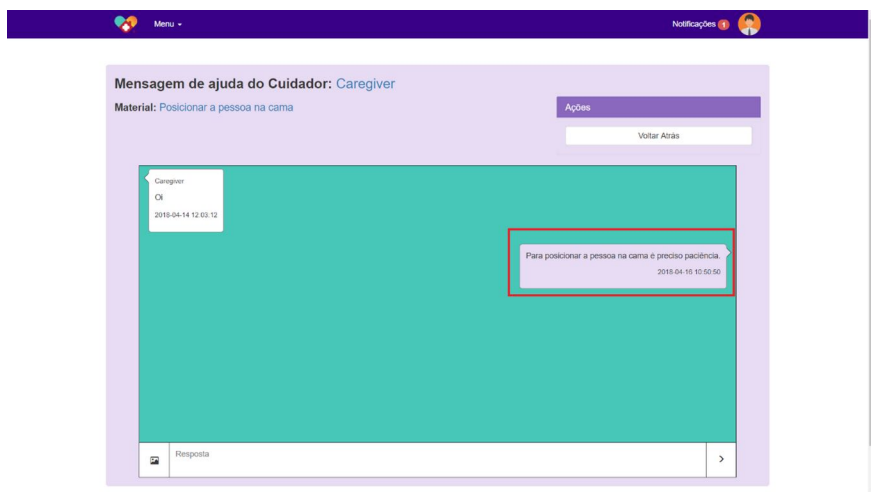 Menu
Notificações 1
Mensagem de ajuda do Cuidador: Caregiver
Material: Posicionar a pessoa na cama
Ações
Voltar Atrás
Caregiver
Oi
2018-04-14 12:03:12
Para posicionar a pessoa na cama é preciso paciência.
2018-04-16 10:50:50
Resposta